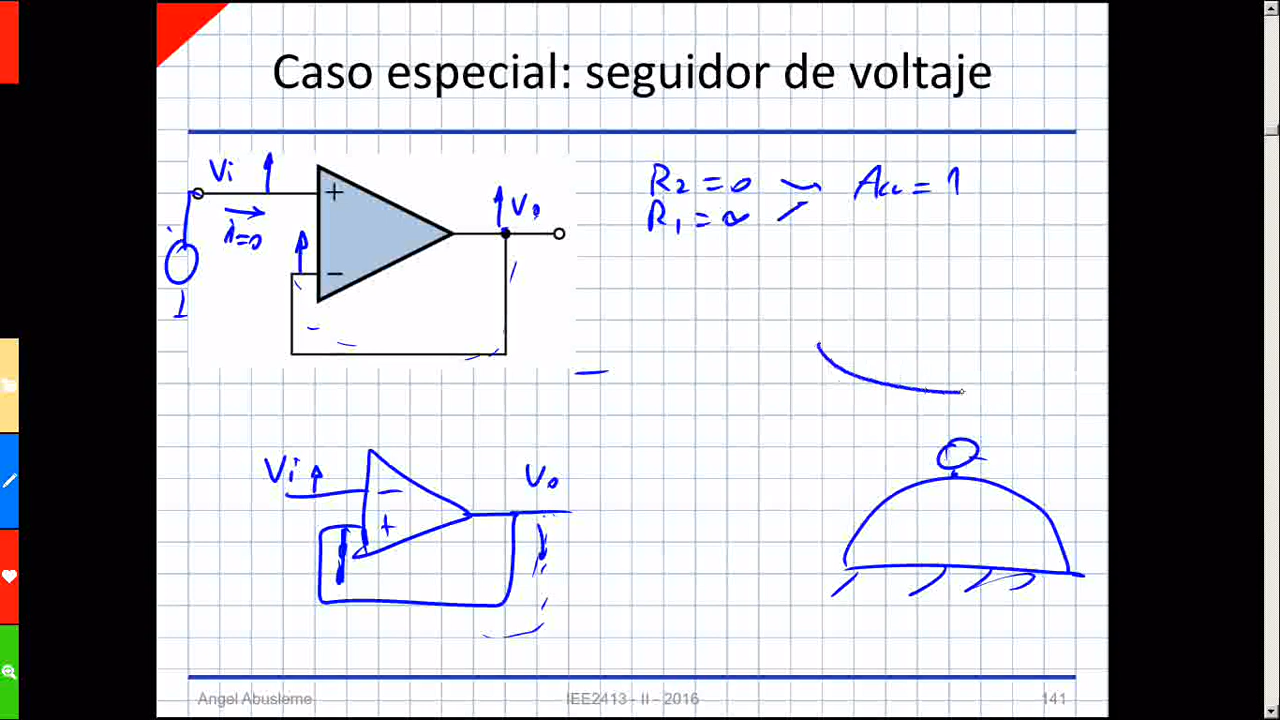 Caso especial: seguidor de voltaje
Vi
+
i=0
−
Vo
R2 = 0
R1 = ∞
Acc = 1
Vi
−
+
Vo
Angel Abusleme
IEE2413 - II - 2016
141